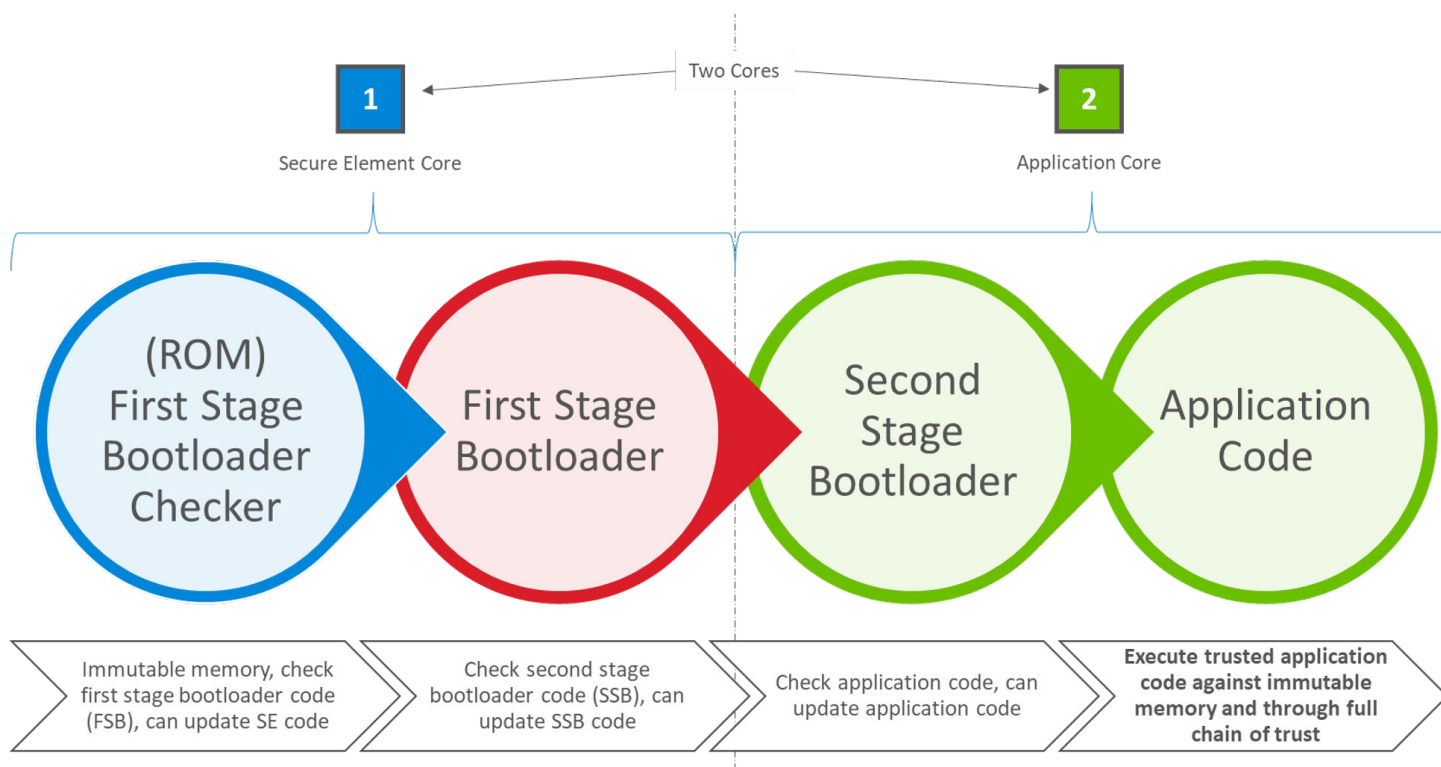 Two Cores
1
2
Secure Element Core
Application Core
(ROM)
First Stage
Bootloader
Checker
First Stage
Bootloader
Second
Stage
Bootloader
Application
Code
Immutable memory, check
first stage bootloader code
(FSB), can update SE code
Check second stage
bootloader code (SSB), can
update SSB code
Check application code, can
update application code
Execute trusted application
code against immutable
memory and through full
chain of trust